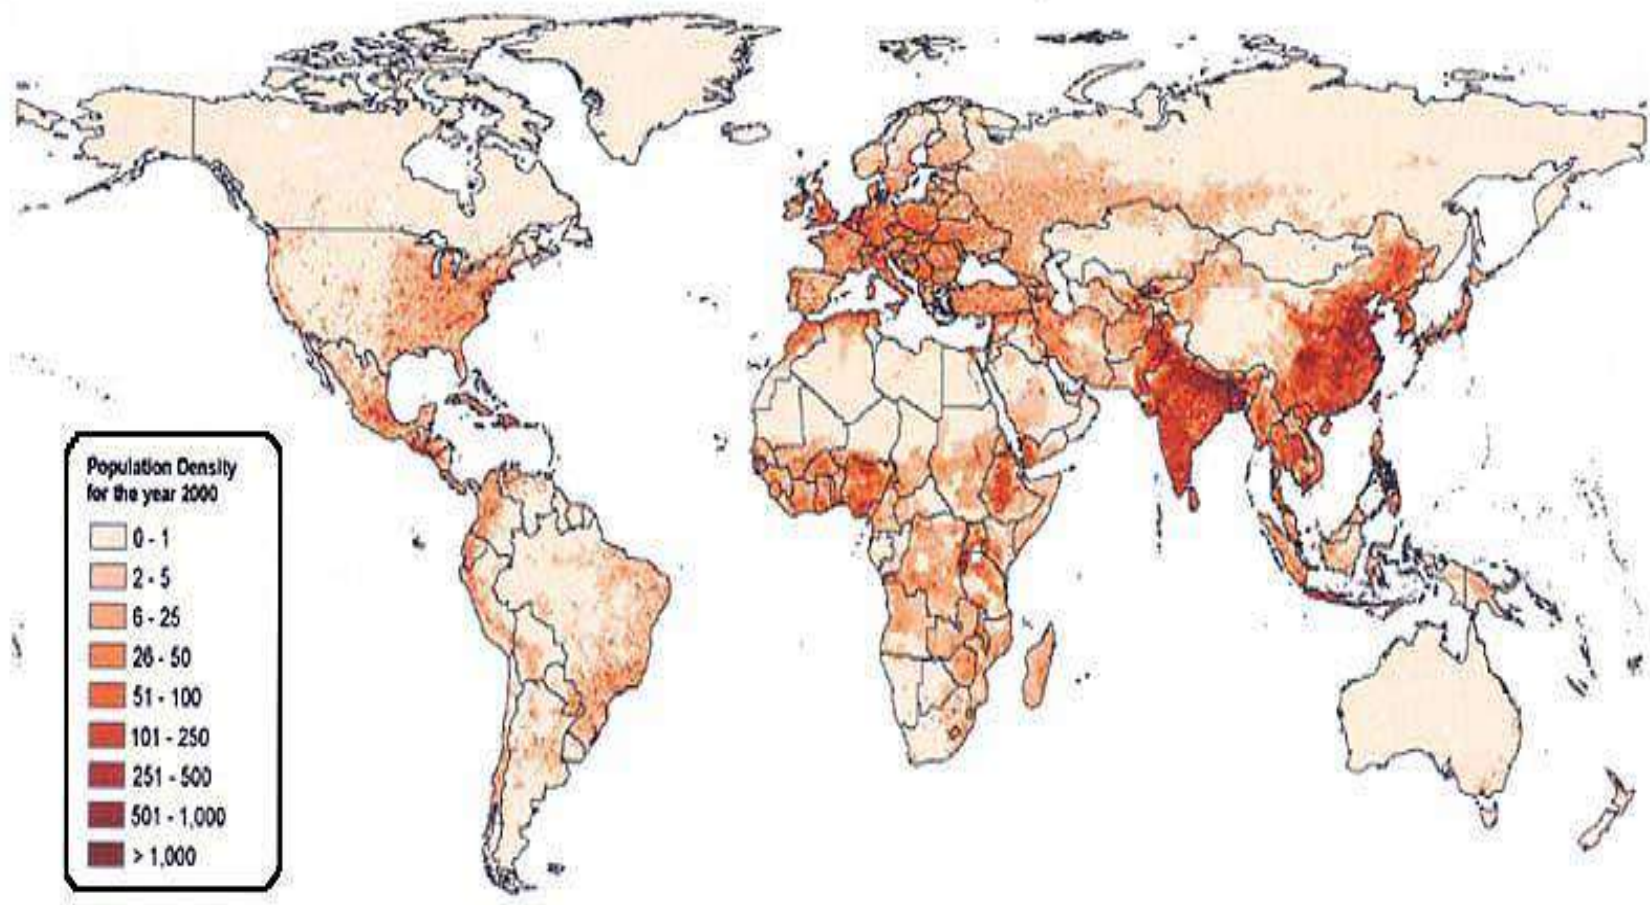 Population Density
for the year 2000
0 - 1
2 - 5
6 - 25
26 - 50
51 - 100
101 - 250
251 - 500
501 - 1,000
> 1,000